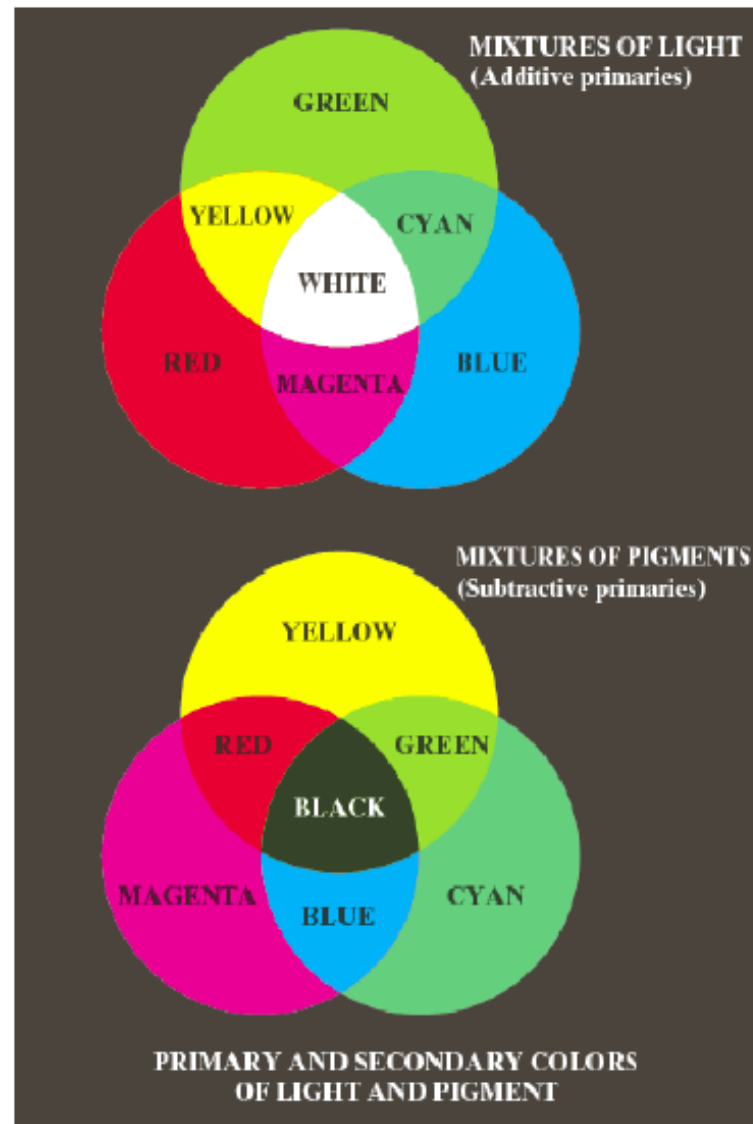 MIXTURES OF LIGHT
(Additive primaries)
GREEN
YELLOW
CYAN
WHITE
RED
BLUE
MAGENTA
MIXTURES OF PIGMENTS
(Subtractive primaries)
YELLOW
RED
GREEN
BLACK
MAGENTA
CYAN
BLUE
PRIMARY AND SECONDARY COLORS
OF LIGHT AND PIGMENT